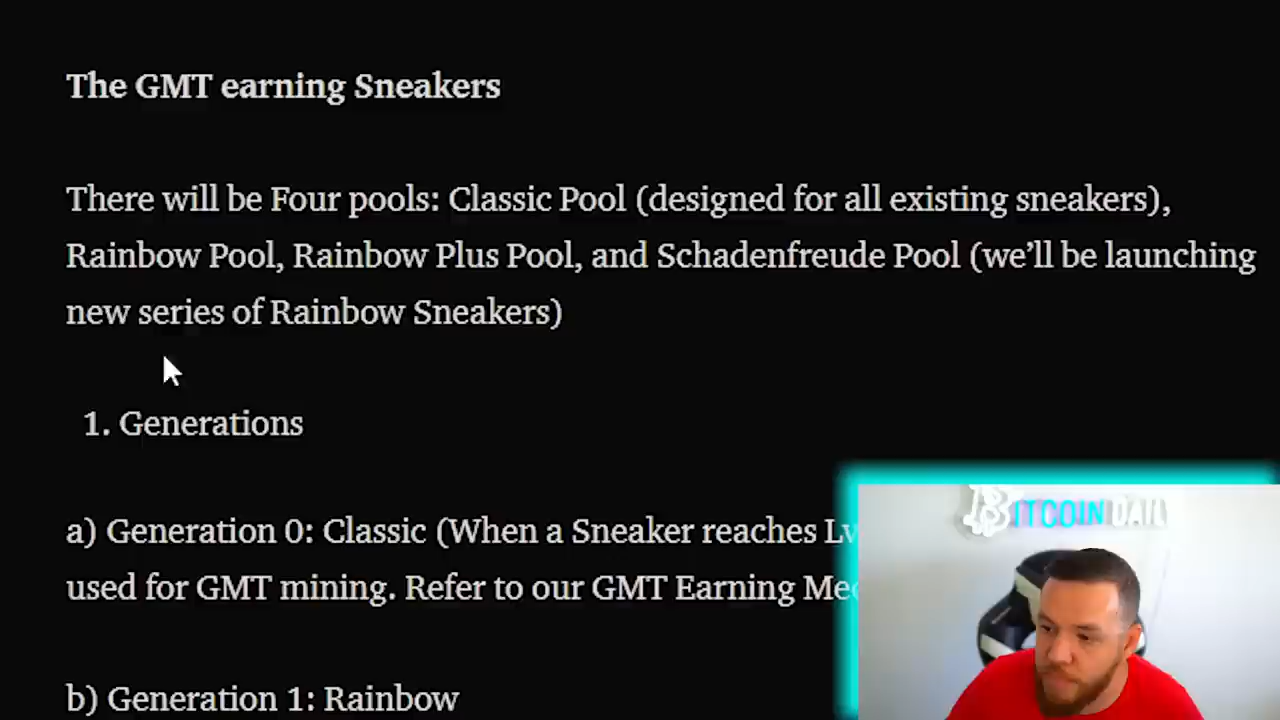 The GMT earning Sneakers
There will be Four pools: Classic Pool (designed for all existing sneakers),
Rainbow Pool, Rainbow Plus Pool, and Schadenfreude Pool (we’ll be launching
new series of Rainbow Sneakers)
1. Generations
a) Generation 0: Classic (When a Sneaker reaches
used for GMT mining. Refer to our GMT Earning
b) Generation 1: Rainbow
BITCOIN DAILY